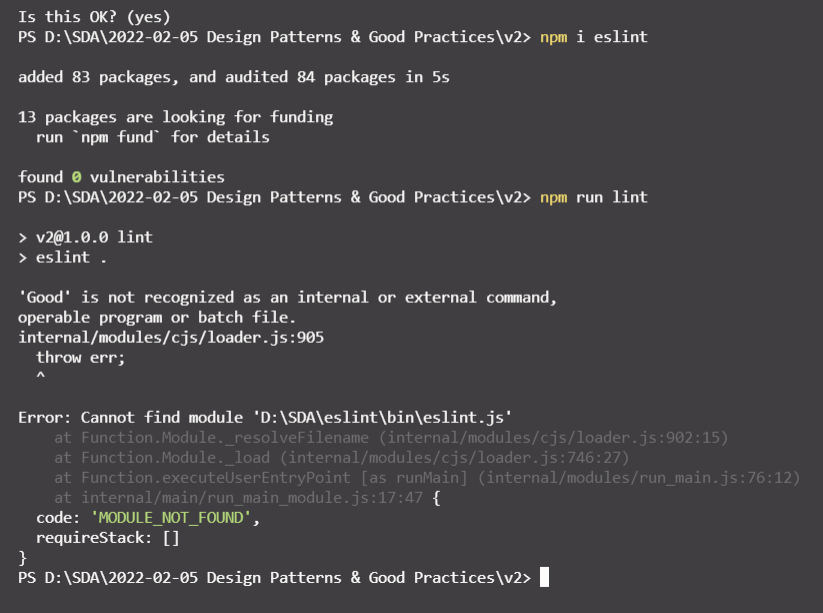 Is this OK? (yes)
PS D:\SDA\2022-02-05 Design Patterns & Good Practices\v2> npm i eslint
added 83 packages, and audited 84 packages in 5s
13 packages are looking for funding
  run `npm fund` for details
found 0 vulnerabilities
PS D:\SDA\2022-02-05 Design Patterns & Good Practices\v2> npm run lint
> v2@1.0.0 lint
> eslint .
'Good' is not recognized as an internal or external command,
operable program or batch file.
internal/modules/cjs/loader.js:905
  throw err;
  ^
Error: Cannot find module 'D:\SDA\eslint\bin\eslint.js'
    at Function.Module._resolveFilename (internal/modules/cjs/loader.js:902:15)
    at Function.Module._load (internal/modules/cjs/loader.js:746:27)
    at Function.executeUserEntryPoint [as runMain] (internal/modules/run_main.js:76:12)
    at internal/main/run_main_module.js:17:47 {
  code: 'MODULE_NOT_FOUND',
  requireStack: []
}
PS D:\SDA\2022-02-05 Design Patterns & Good Practices\v2>